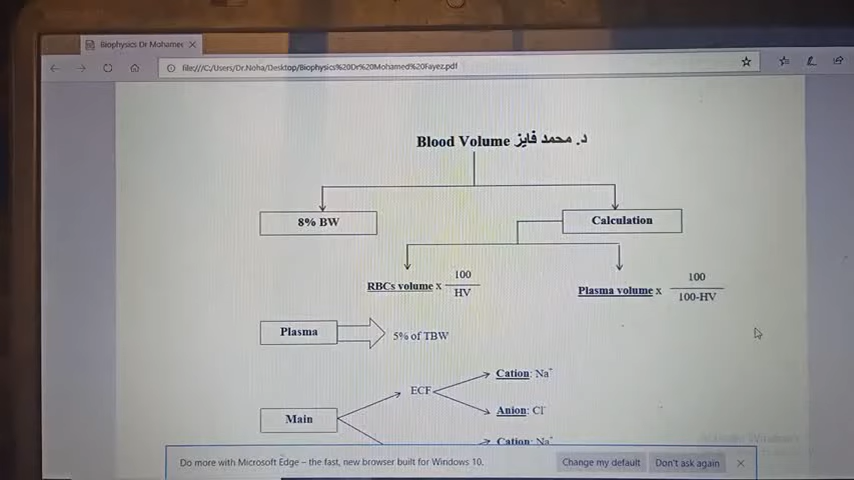 Biophysics Dr Mohamer
file:///C:/Users/Dr.Noha/Desktop/Biophysics%20Dr%20Mohamed%20Fayez.pdf
Blood Volume د. محمد فايز
8% BW
Calculation
RBCs volume x 100/HV
Plasma volume x 100/100-HV
Plasma
5% of TBW
Cation: Na+
ECF
Anion: Cl-
Main
Cation: Na+
Do more with Microsoft Edge – the fast, new browser built for Windows 10.
Change my default
Don't ask again